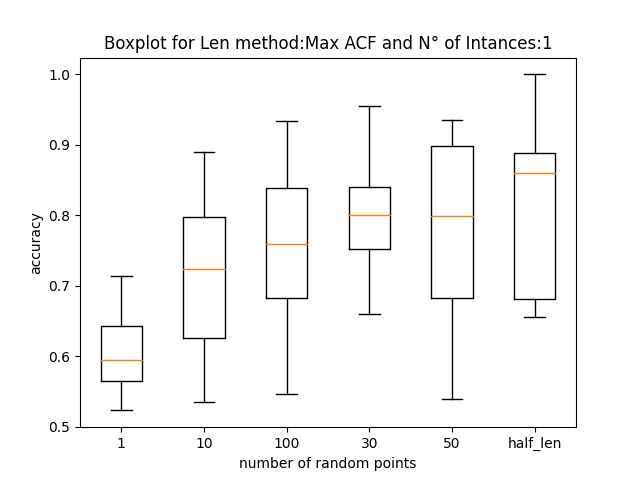 Boxplot for Len method:Max ACF and N° of Intances:1
1.0
0.9
0.8
0.7
0.6
0.5
accuracy
1 10 100 30 50 half_len
number of random points